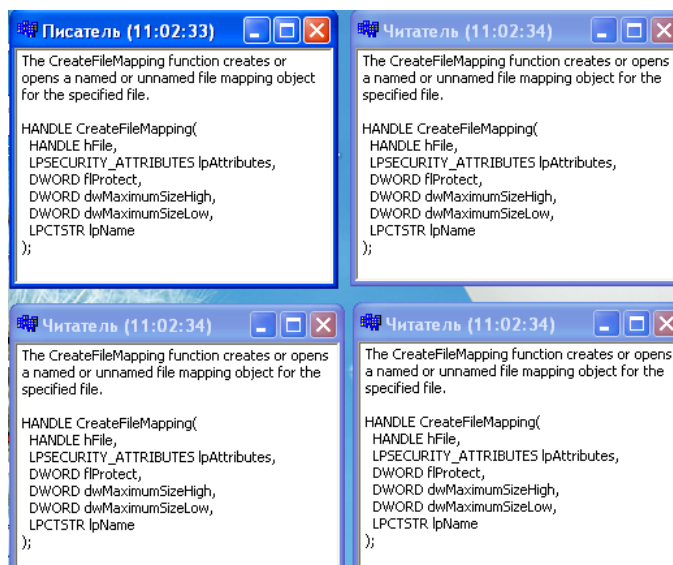 Писатель (11:02:33)
The CreateFileMapping function creates or
opens a named or unnamed file mapping object
for the specified file.
HANDLE CreateFileMapping(
HANDLE hFile,
LPSECURITY_ATTRIBUTES lpAttributes,
DWORD flProtect,
DWORD dwMaximumSizeHigh,
DWORD dwMaximumSizeLow,
LPCTSTR lpName
);
Читатель (11:02:34)
The CreateFileMapping function creates or opens
a named or unnamed file mapping object for the
specified file.
HANDLE CreateFileMapping(
HANDLE hFile,
LPSECURITY_ATTRIBUTES lpAttributes,
DWORD flProtect,
DWORD dwMaximumSizeHigh,
DWORD dwMaximumSizeLow,
LPCTSTR lpName
);
Читатель (11:02:34)
The CreateFileMapping function creates or opens
a named or unnamed file mapping object for the
specified file.
HANDLE CreateFileMapping(
HANDLE hFile,
LPSECURITY_ATTRIBUTES lpAttributes,
DWORD flProtect,
DWORD dwMaximumSizeHigh,
DWORD dwMaximumSizeLow,
LPCTSTR lpName
);
Читатель (11:02:34)
The CreateFileMapping function creates or opens
a named or unnamed file mapping object for the
specified file.
HANDLE CreateFileMapping(
HANDLE hFile,
LPSECURITY_ATTRIBUTES lpAttributes,
DWORD flProtect,
DWORD dwMaximumSizeHigh,
DWORD dwMaximumSizeLow,
LPCTSTR lpName
);